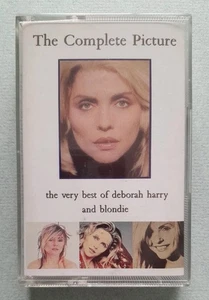 The Complete Picture
the very best of deborah harry
and blondie